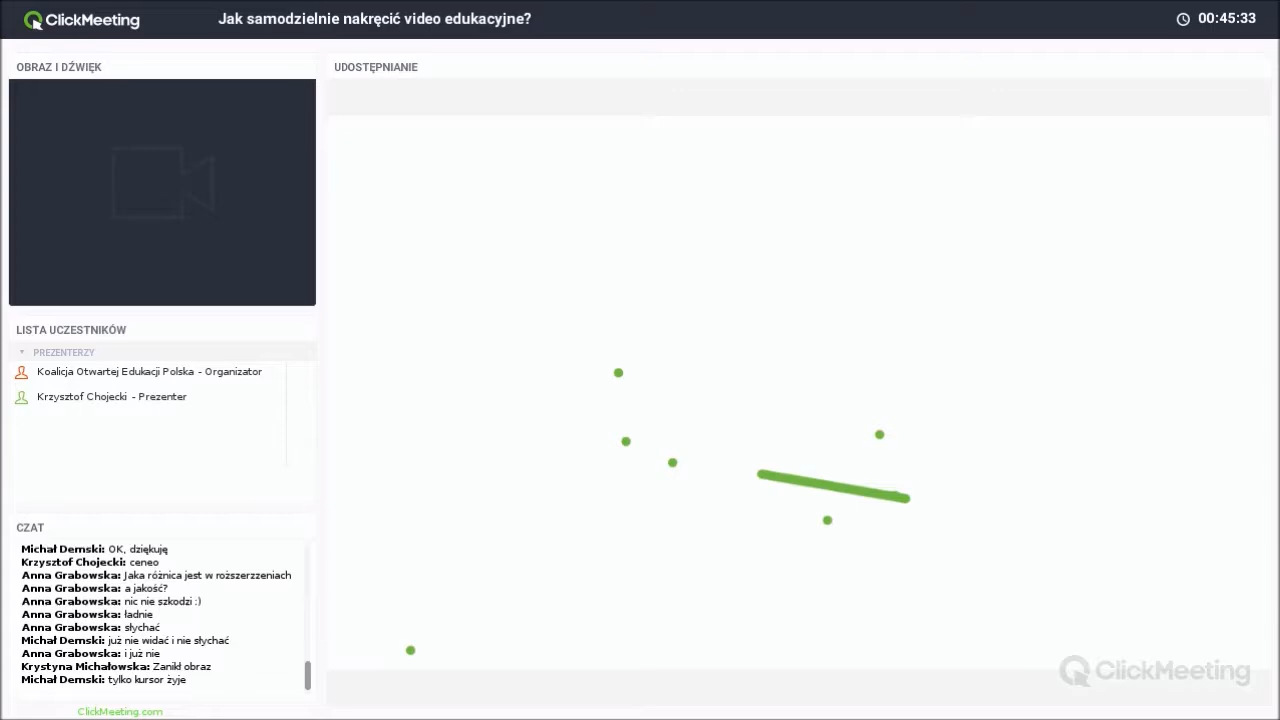 ClickMeeting
Jak samodzielnie nakręcić video edukacyjne?
00:45:33
OBRAZ I DŹWIĘK
UDOSTĘPNIANIE
LISTA UCZESTNIKÓW
PREZENTERZY
Koalicja Otwartej Edukacji Polska - Organizator
Krzysztof Chojecki - Prezenter
CZAT
Michał Demski: OK, dziękuję
Krzysztof Chojecki: ceneo
Anna Grabowska: Jaka różnica jest w rozszerzzeniach
Anna Grabowska: a jakość?
Anna Grabowska: nic nie szkodzi :)
Anna Grabowska: ładnie
Anna Grabowska: słychać
Michał Demski: już nie widać i nie słychać
Anna Grabowska: i już nie
Krystyna Michałowska: Zanikł obraz
Michał Demski: tylko kursor żyje
ClickMeeting
ClickMeeting.com